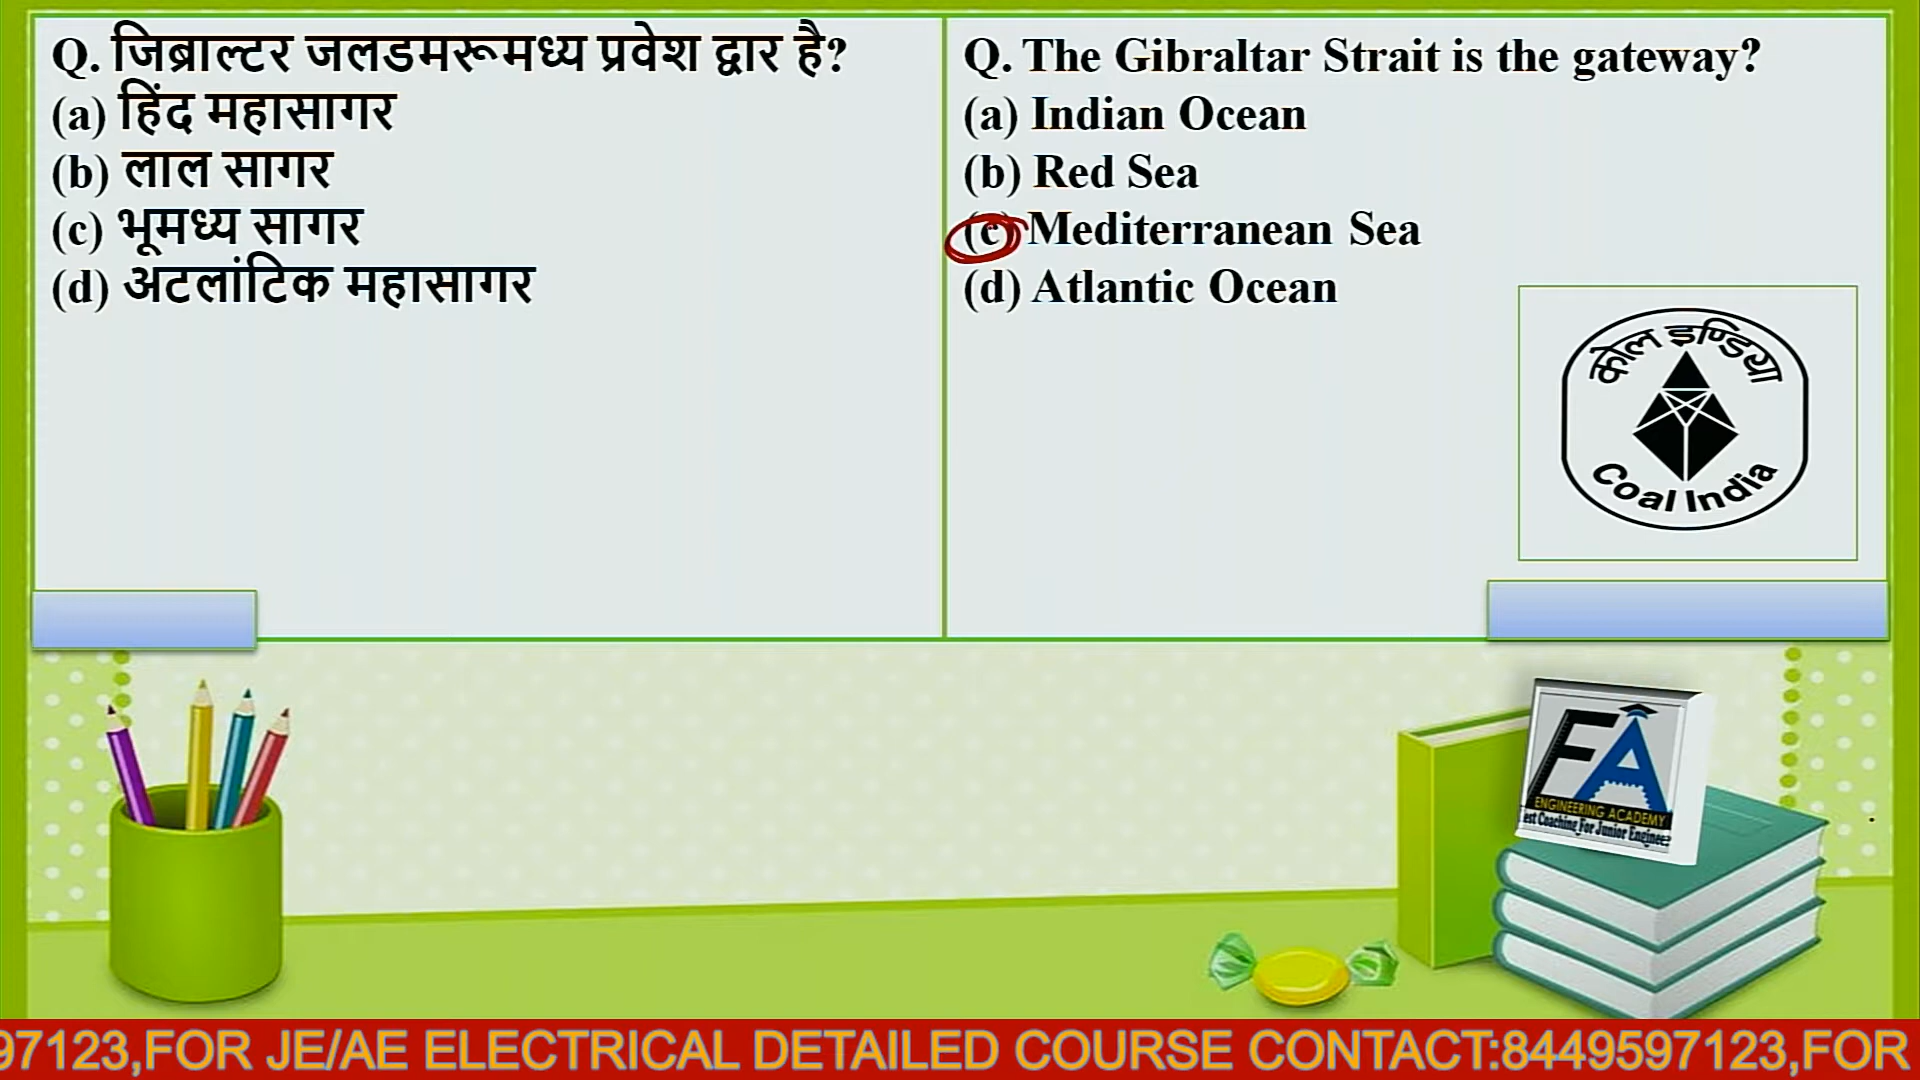 Q. जिब्राल्टर जलडमरूमध्य प्रवेश द्वार है?
(a) हिंद महासागर
(b) लाल सागर
(c) भूमध्य सागर
(d) अटलांटिक महासागर
Q. The Gibraltar Strait is the gateway?
(a) Indian Ocean
(b) Red Sea
(c) Mediterranean Sea
(d) Atlantic Ocean
कोल इण्डिया
Coal India
FA
ENGINEERING ACADEMY
est Coaching For Junior Enginee
97123,FOR JE/AE ELECTRICAL DETAILED COURSE CONTACT:8449597123,FOR